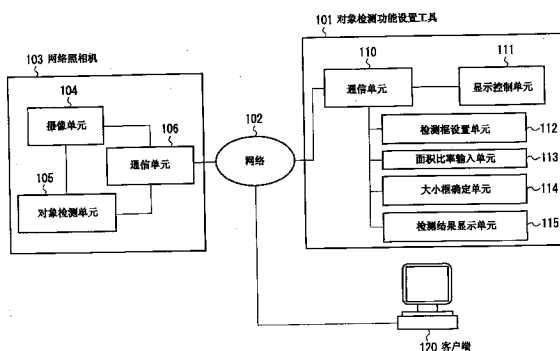 101 对象检测功能设置工具
103 网络照相机
104
摄像单元
106
通信单元
105
对象检测单元
102
网络
110
通信单元
111
显示控制单元
检测框设置单元
112
面积比率输入单元
113
大小框确定单元
114
检测结果显示单元
115
120 客户端